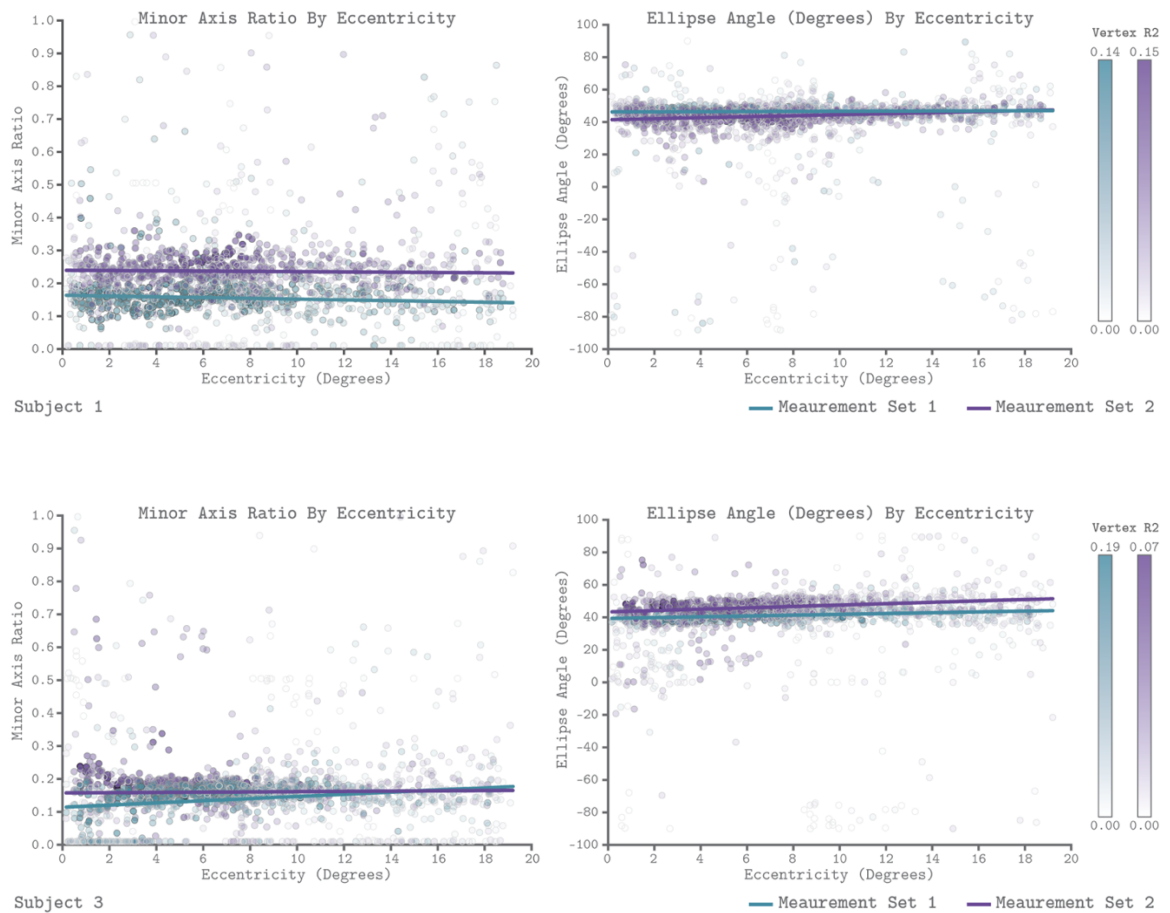 Minor Axis Ratio By Eccentricity
1.0
0.9
0.8
0.7
0.6
0.5
0.4
0.3
0.2
0.1
0.0
Minor Axis Ratio
0 2 4 6 8 10 12 14 16 18 20
Eccentricity (Degrees)
Ellipse Angle (Degrees) By Eccentricity
100
80
60
40
20
0
-20
-40
-60
-80
-100
Ellipse Angle (Degrees)
0 2 4 6 8 10 12 14 16 18 20
Eccentricity (Degrees)
Vertex R2
0.14 0.15
0.00 0.00
Subject 1
Meaurement Set 1 Meaurement Set 2
Minor Axis Ratio By Eccentricity
1.0
0.9
0.8
0.7
0.6
0.5
0.4
0.3
0.2
0.1
0.0
Minor Axis Ratio
0 2 4 6 8 10 12 14 16 18 20
Eccentricity (Degrees)
Ellipse Angle (Degrees) By Eccentricity
100
80
60
40
20
0
-20
-40
-60
-80
-100
Ellipse Angle (Degrees)
0 2 4 6 8 10 12 14 16 18 20
Eccentricity (Degrees)
Vertex R2
0.19 0.07
0.00 0.00
Subject 3
Meaurement Set 1 Meaurement Set 2